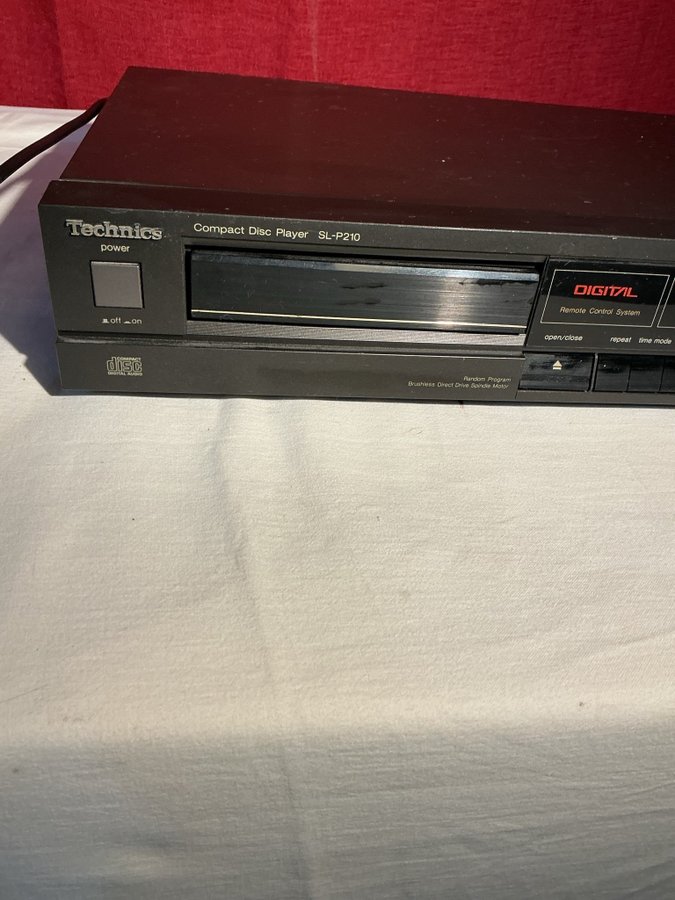 Technics
Compact Disc Player SL-P210
power
off on
DIGITAL
Remote Control System
open/close repeat time mode
COMPACT
disc
DIGITAL AUDIO
Random Program
Brushless Direct Drive Spindle Motor